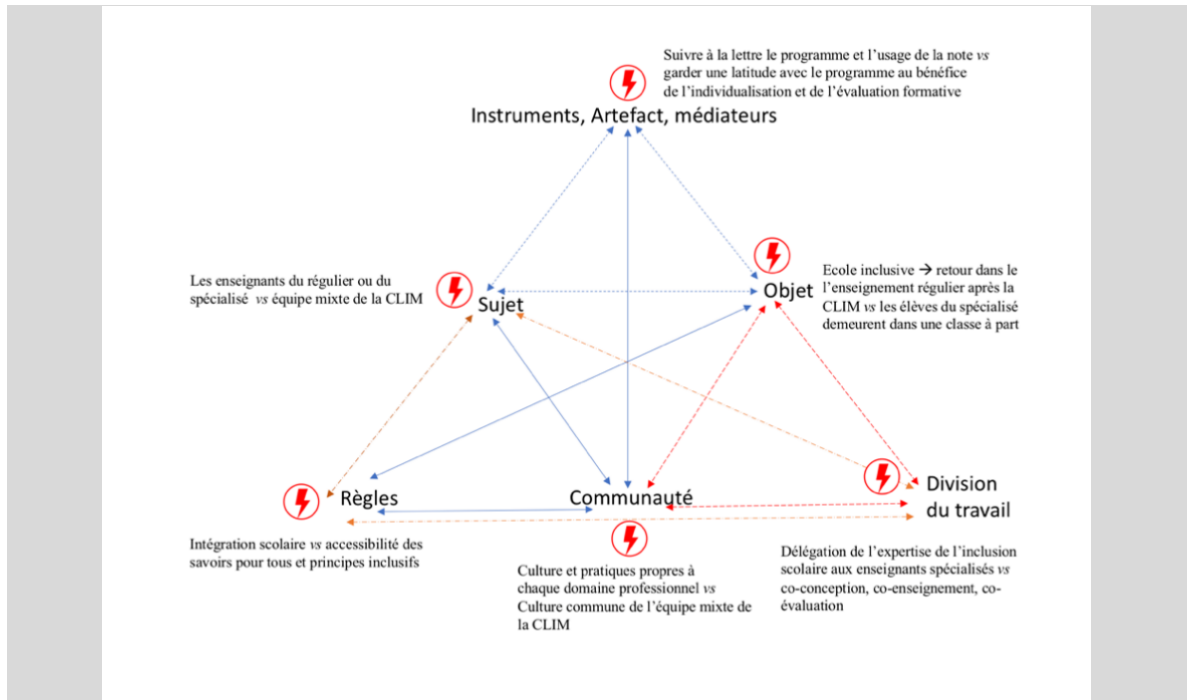 Suivre à la lettre le programme et l'usage de la note vs
garder une latitude avec le programme au bénéfice
de l'individualisation et de l'évaluation formative
Instruments, Artefact, médiateurs
Les enseignants du régulier ou du
spécialisé vs équipe mixte de la CLIM
Sujet
Objet
Ecole inclusive → retour dans le
l'enseignement régulier après la
CLIM vs les élèves du spécialisé
demeurent dans une classe à part
Règles
Communauté
Division
du travail
Intégration scolaire vs accessibilité des
savoirs pour tous et principes inclusifs
Culture et pratiques propres à
chaque domaine professionnel vs
Culture commune de l'équipe mixte de
la CLIM
Délégation de l'expertise de l'inclusion
scolaire aux enseignants spécialisés vs
co-conception, co-enseignement, co-
évaluation